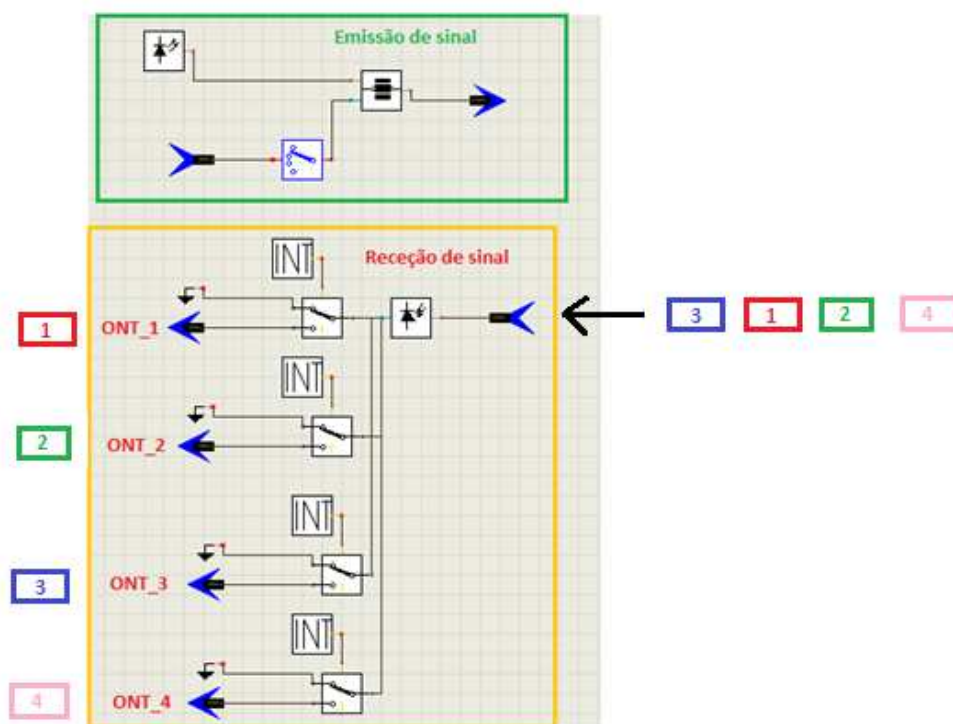 Emissão de sinal
INT
Receção de sinal
1
ONT_1
3
1
2
4
INT
2
ONT_2
INT
3
ONT_3
INT
4
ONT_4